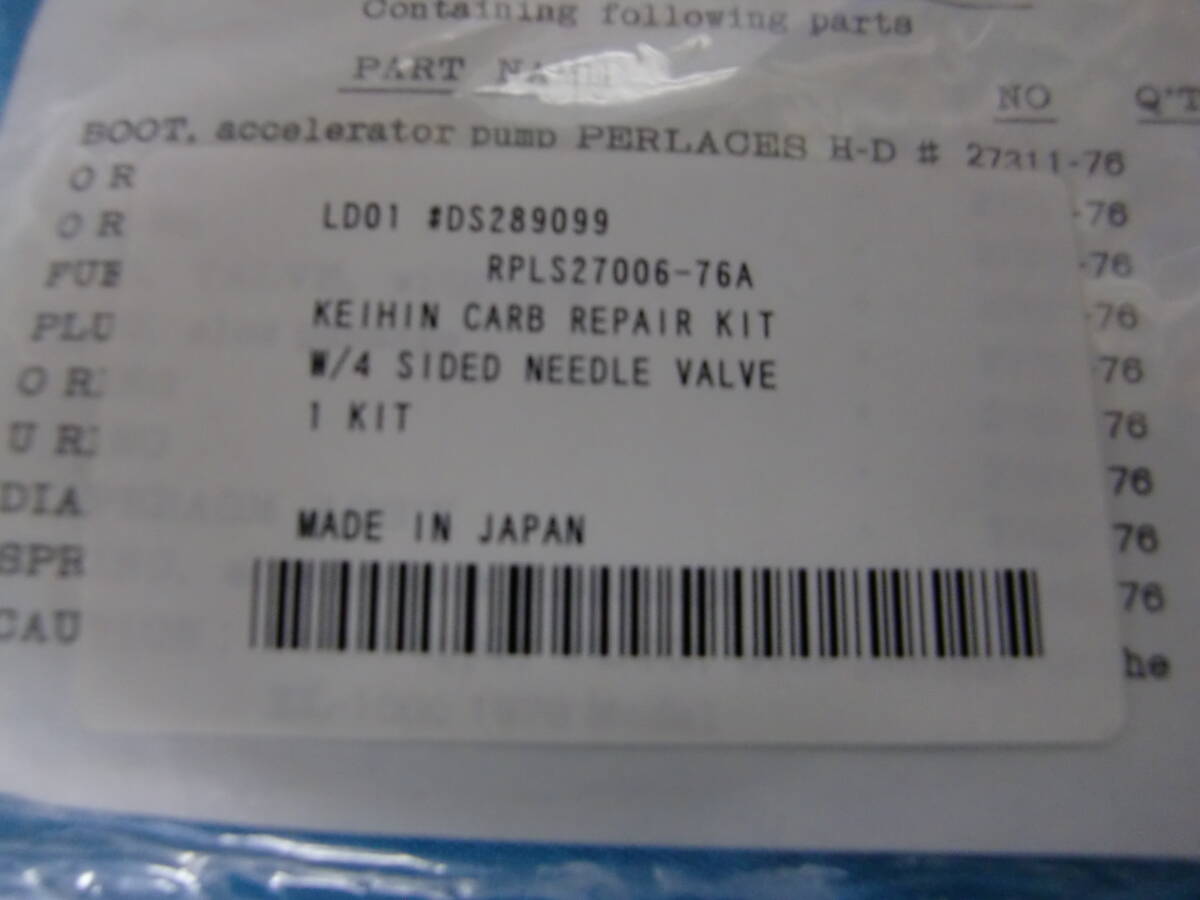 Containing following parts
PART
NO Q'T
BOOT, accelerator pump PERLACES H-D # 27311-76
O R -76
O R -76
FUE -76
PLU -76
O RI 76
U RI 76
DIA 76
SPR 76
CAU he
LD01 #DS289099
RPLS27006-76A
KEIHIN CARB REPAIR KIT
W/4 SIDED NEEDLE VALVE
1 KIT
MADE IN JAPAN